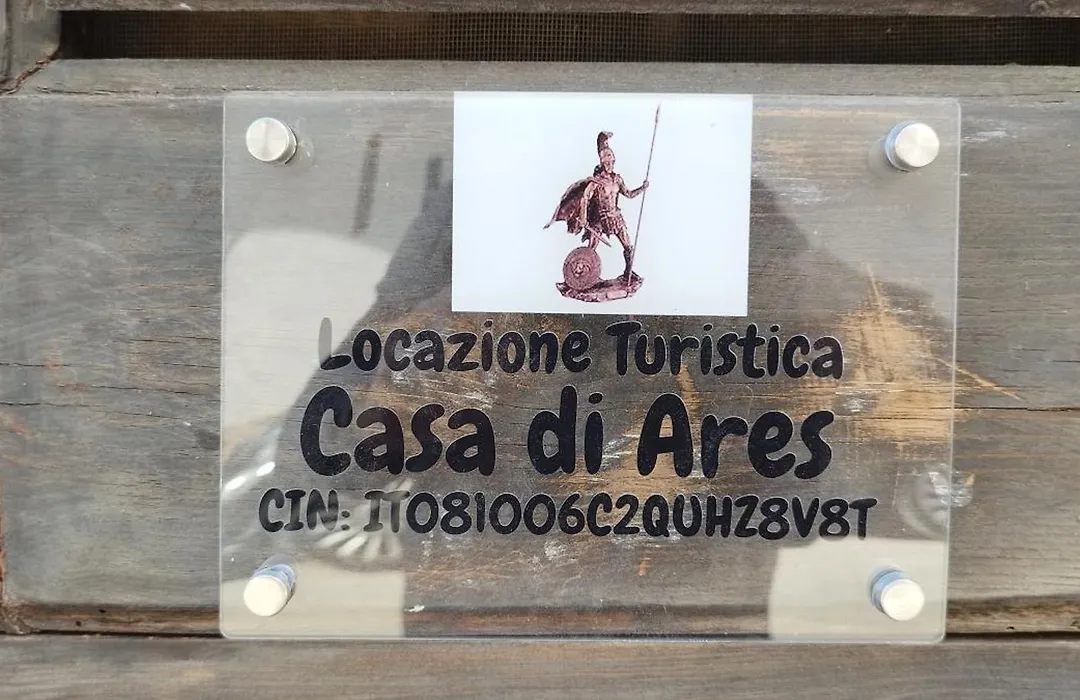 Locazione Turistica
Casa di Ares
CIN: IT081006C2QUHZ8V8T